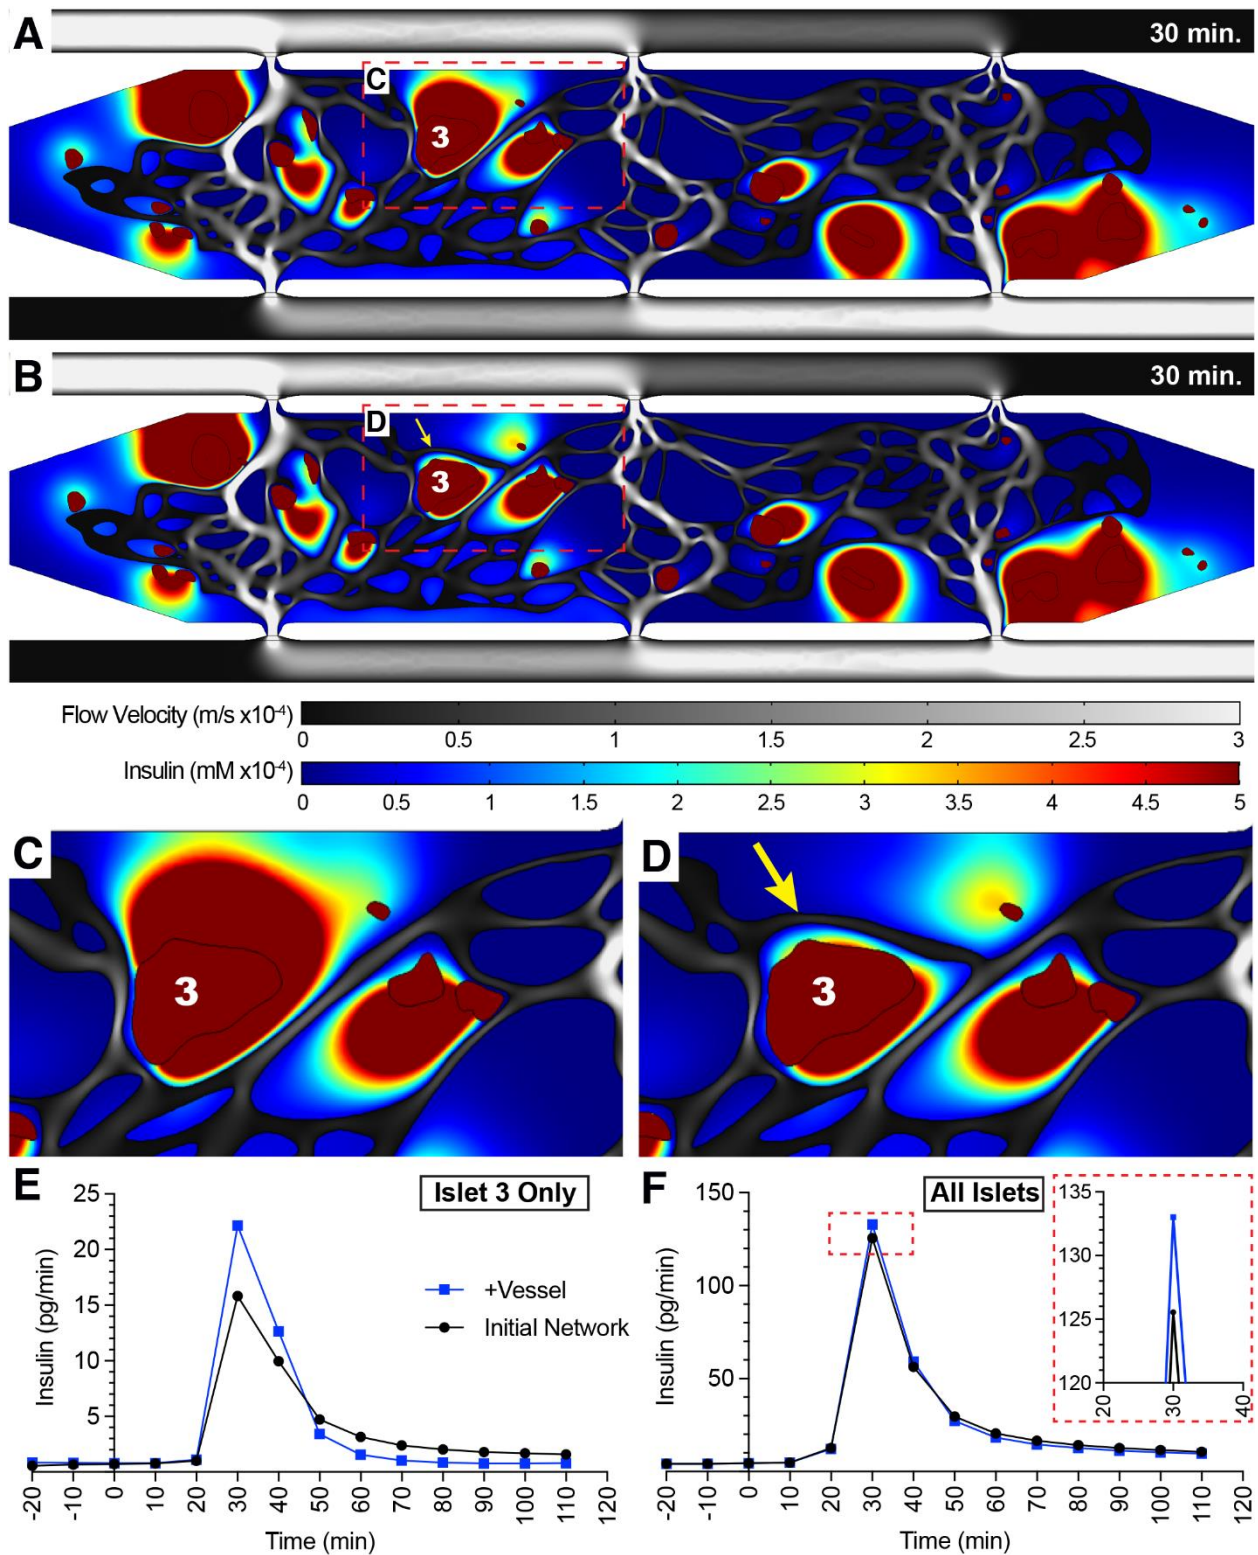 A
30 min.
C
3
B
30 min.
D
3
Flow Velocity (m/s x10-4)
0 0.5 1 1.5 2 2.5 3
Insulin (mM x10-4)
0 0.5 1 1.5 2 2.5 3 3.5 4 4.5 5
C
3
D
3
E
Islet 3 Only
25
20
15
10
5
Insulin (pg/min)
+Vessel
Initial Network
-20 -10 0 10 20 30 40 50 60 70 80 90 100 110 120
Time (min)
F
All Islets
150
100
50
Insulin (pg/min)
135
130
125
120
20 30 40
-20 -10 0 10 20 30 40 50 60 70 80 90 100 110 120
Time (min)